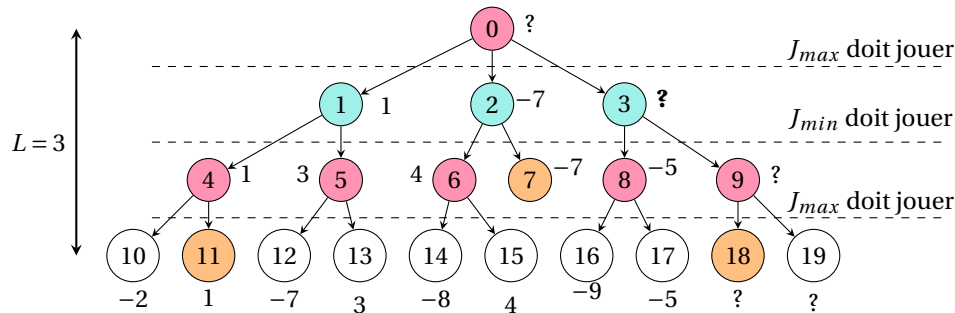 0 ?
J_max doit jouer
1 1 2 −7 3 ?
J_min doit jouer
L = 3
4 1 5 3 6 4 7 −7 8 −5 9 ?
J_max doit jouer
10 11 12 13 14 15 16 17 18 19
−2 1 −7 3 −8 4 −9 −5 ? ?